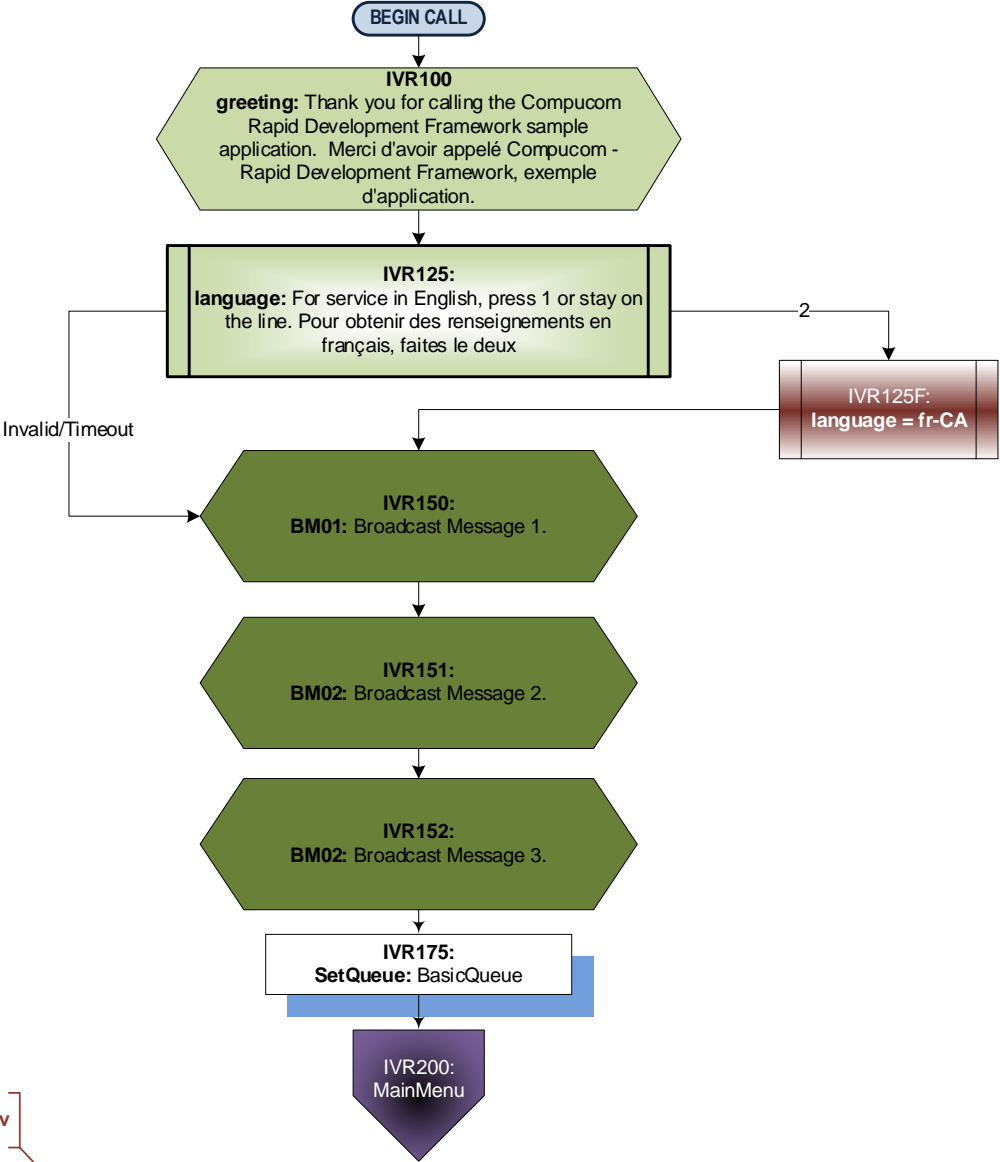 BEGIN CALL
IVR100
greeting: Thank you for calling the Compucom
Rapid Development Framework sample
application.  Merci d'avoir appelé Compucom -
Rapid Development Framework, exemple
d'application.
IVR125:
language: For service in English, press 1 or stay on
the line. Pour obtenir des renseignements en
français, faites le deux
2
IVR125F:
language = fr-CA
Invalid/Timeout
IVR150:
BM01: Broadcast Message 1.
IVR151:
BM02: Broadcast Message 2.
IVR152:
BM02: Broadcast Message 3.
IVR175:
SetQueue: BasicQueue
IVR200:
MainMenu